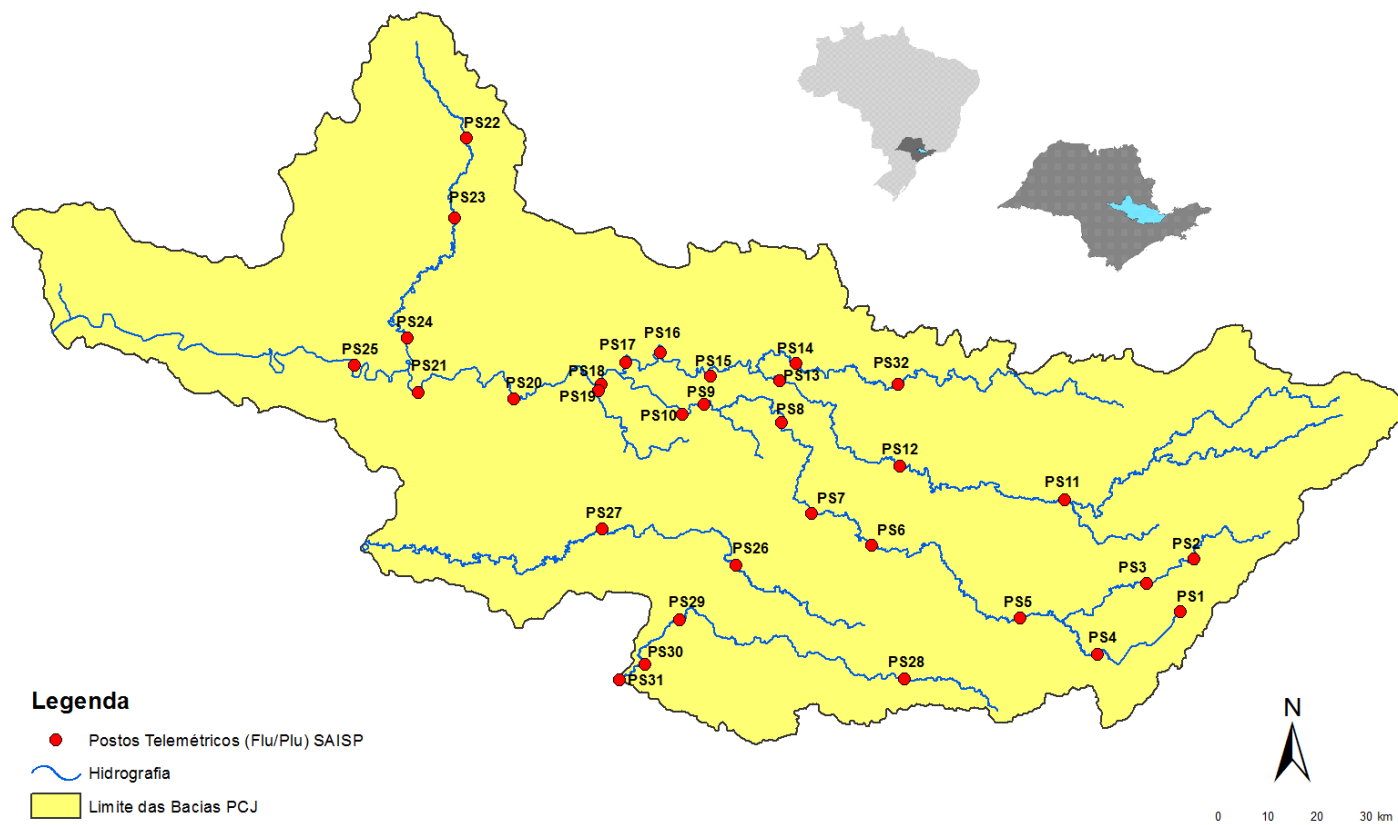 PS22
PS23
PS24
PS25
PS21
PS20
PS17
PS16
PS18
PS19
PS15
PS14
PS13
PS32
PS9
PS10
PS8
PS12
PS11
PS7
PS6
PS27
PS26
PS2
PS3
PS1
PS5
PS4
PS29
PS30
PS31
PS28
Legenda
Postos Telemétricos (Flu/Plu) SAISP
Hidrografia
Limite das Bacias PCJ
N
0 10 20 30 km